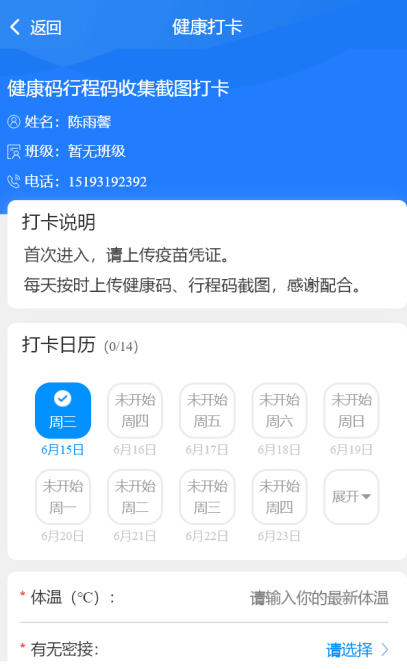 返回
健康打卡
健康码行程码收集截图打卡
姓名：陈雨馨
班级：暂无班级
电话：15193192392
打卡说明
首次进入，请上传疫苗凭证。
每天按时上传健康码、行程码截图，感谢配合。
打卡日历 (0/14)
周三 未开始 周四 未开始 周五 未开始 周六 未开始 周日
6月15日 6月16日 6月17日 6月18日 6月19日
未开始 周一 未开始 周二 未开始 周三 未开始 周四 展开
6月20日 6月21日 6月22日 6月23日
* 体温（℃）: 请输入你的最新体温
* 有无密接: 请选择